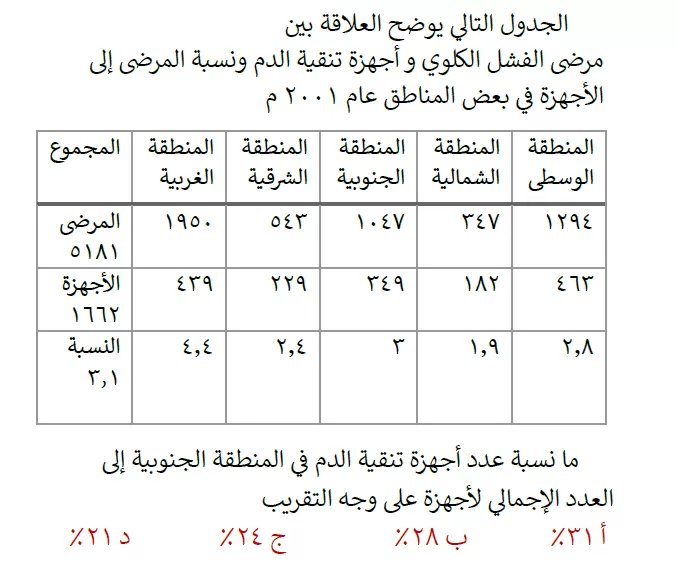 الجدول التالي يوضح العلاقة بين
مرضى الفشل الكلوي و أجهزة تنقية الدم ونسبة المرضى إلى
الأجهزة في بعض المناطق عام ٢٠٠١ م
المنطقة الوسطى المنطقة الشمالية المنطقة الجنوبية المنطقة الشرقية المنطقة الغربية المجموع
١٢٩٤ ٣٤٧ ١٠٤٧ ٥٤٣ ١٩٥٠ المرضى ٥١٨١
٤٦٣ ١٨٢ ٣٤٩ ٢٢٩ ٤٣٩ الأجهزة ١٦٦٢
٢,٨ ١,٩ ٣ ٢,٤ ٤,٤ النسبة ٣,١
ما نسبة عدد أجهزة تنقية الدم في المنطقة الجنوبية إلى
العدد الإجمالي لأجهزة على وجه التقريب
أ ٣١٪ ب ٢٨٪ ج ٢٤٪ د ٢١٪